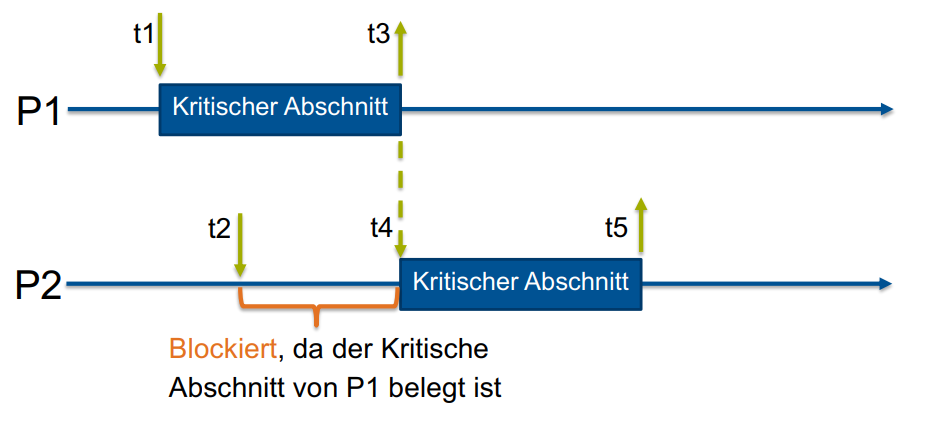 t1
t3
P1
Kritischer Abschnitt
t2
t4
t5
P2
Kritischer Abschnitt
Blockiert, da der Kritische
Abschnitt von P1 belegt ist